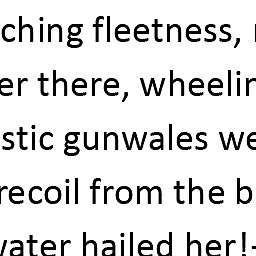 ching fleetness,
er there, wheelin
stic gunwales we
recoil from the b
water hailed her!-